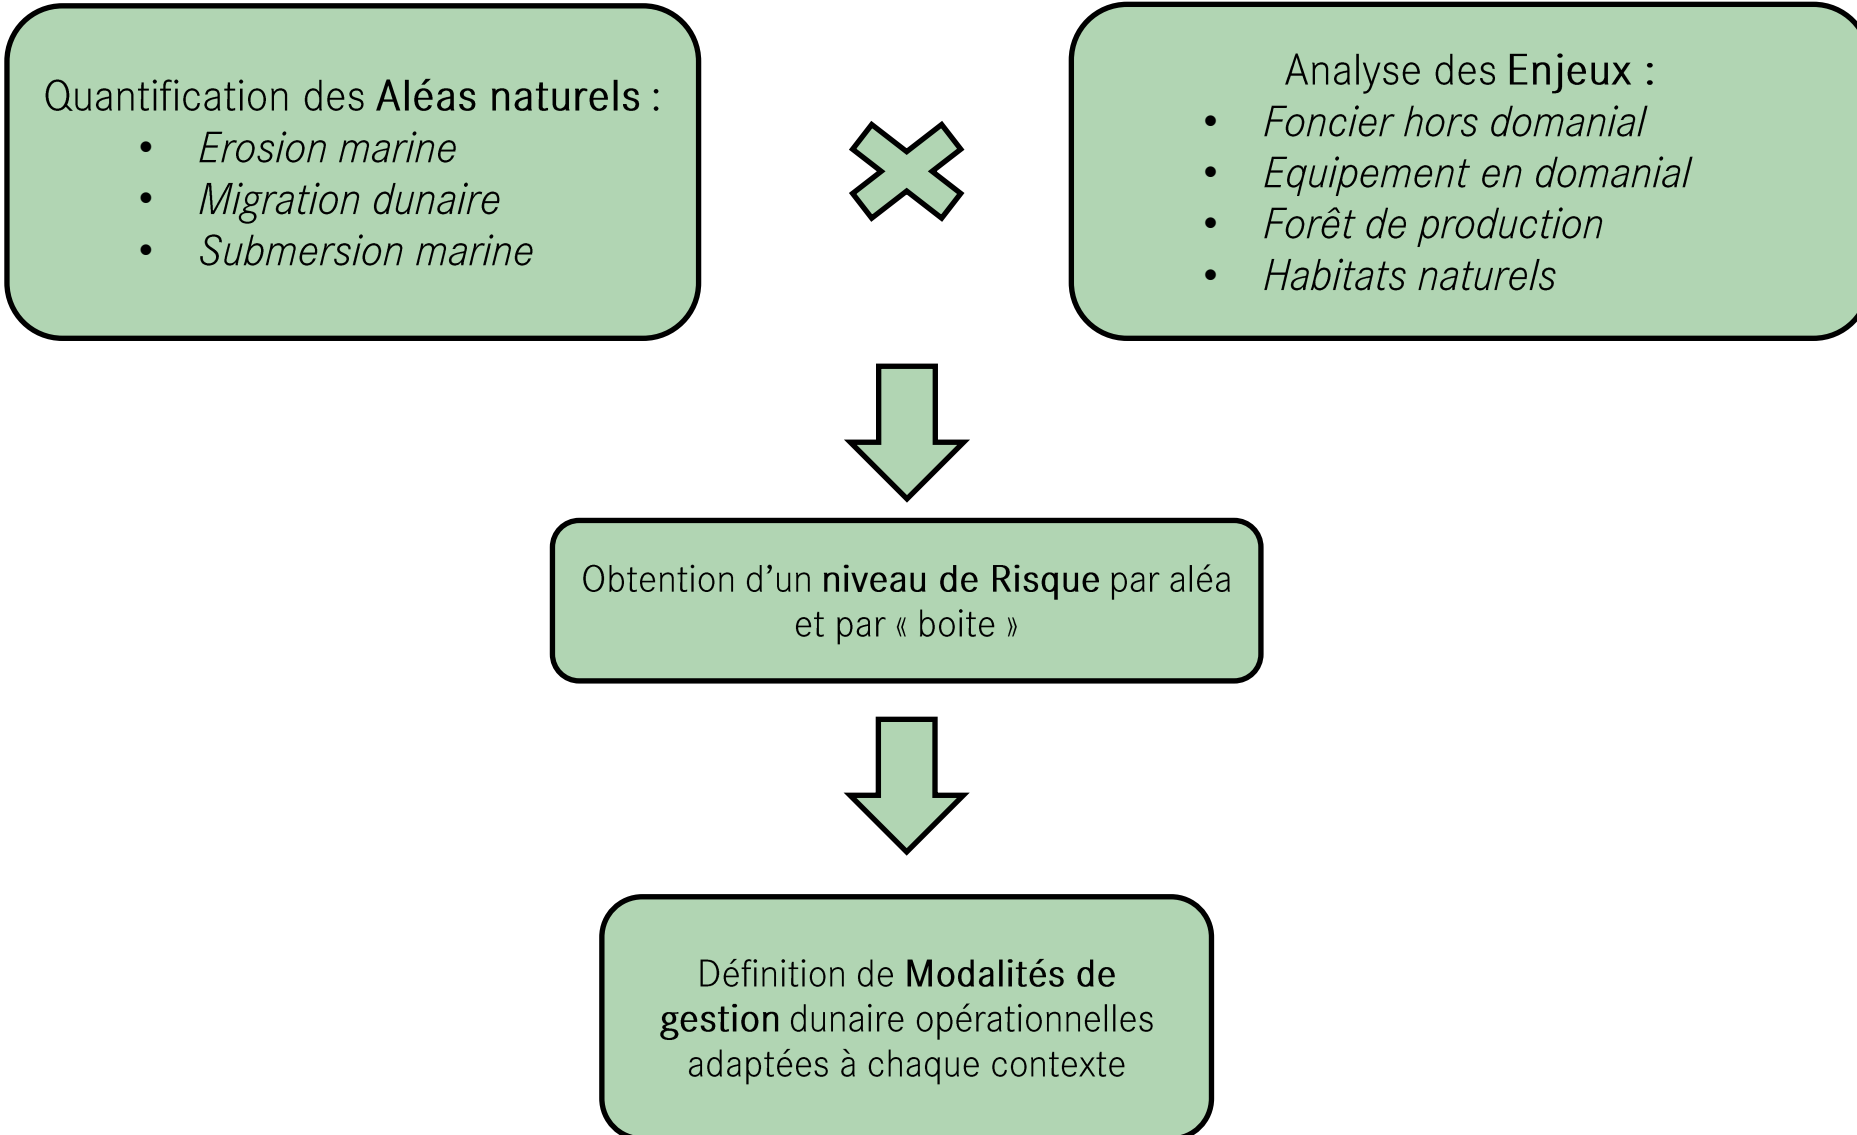 Quantification des Aléas naturels :
• Erosion marine
• Migration dunaire
• Submersion marine
Analyse des Enjeux :
• Foncier hors domanial
• Equipement en domanial
• Forêt de production
• Habitats naturels
Obtention d’un niveau de Risque par aléa
et par « boite »
Définition de Modalités de
gestion dunaire opérationnelles
adaptées à chaque contexte